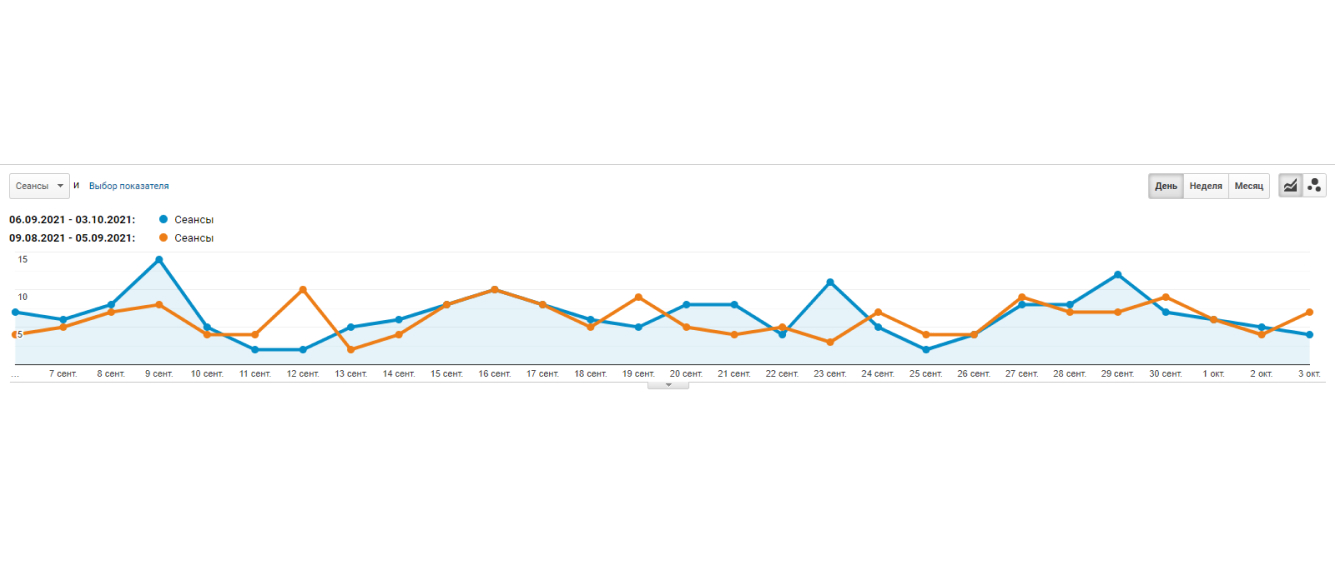 Сеансы и Выбор показателя День Неделя Месяц
06.09.2021 - 03.10.2021: Сеансы
09.08.2021 - 05.09.2021: Сеансы
15
10
5
... 7 сент. 8 сент. 9 сент. 10 сент. 11 сент. 12 сент. 13 сент. 14 сент. 15 сент. 16 сент. 17 сент. 18 сент. 19 сент. 20 сент. 21 сент. 22 сент. 23 сент. 24 сент. 25 сент. 26 сент. 27 сент. 28 сент. 29 сент. 30 сент. 1 окт. 2 окт. 3 окт.